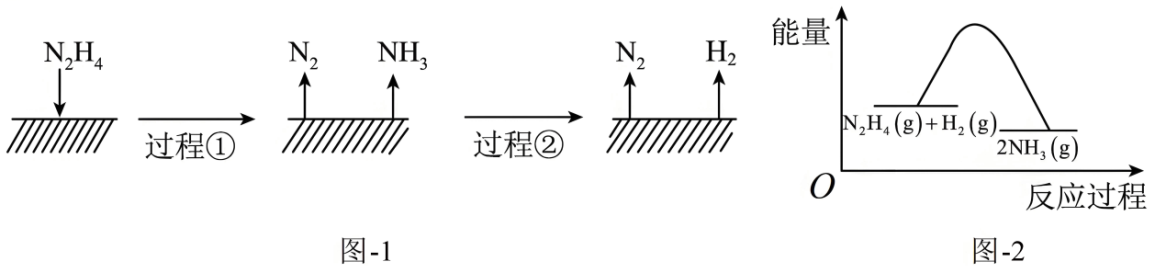 N₂H₄
过程①
N₂ NH₃
过程②
N₂ H₂
图-1
能量
N₂H₄(g)+H₂(g)
2NH₃(g)
O
反应过程
图-2